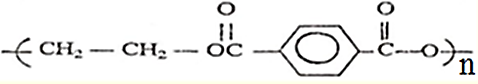 O O
( CH₂ — CH₂ — OC — C — O )n